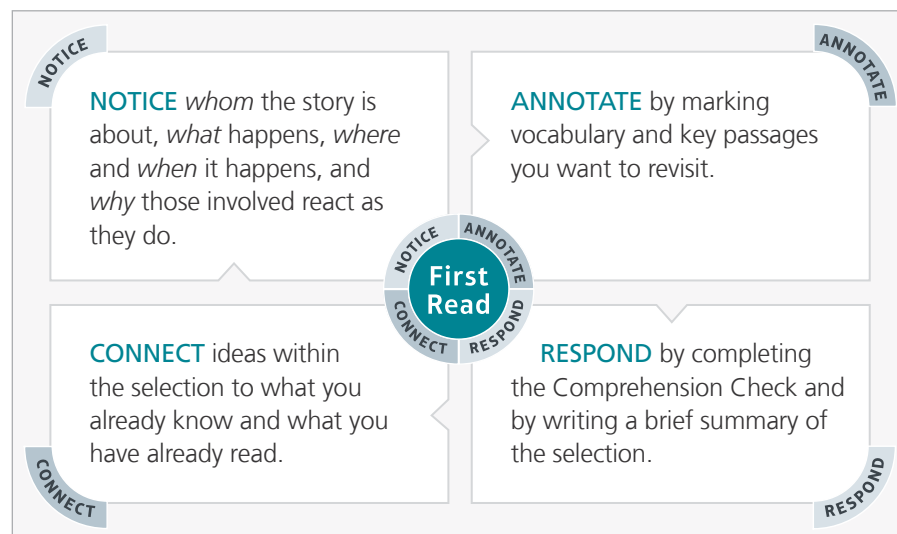 NOTICE
NOTICE whom the story is
about, what happens, where
and when it happens, and
why those involved react as
they do.
ANNOTATE
ANNOTATE by marking
vocabulary and key passages
you want to revisit.
NOTICE
ANNOTATE
First
Read
CONNECT
RESPOND
CONNECT ideas within
the selection to what you
already know and what you
have already read.
CONNECT
RESPOND by completing
the Comprehension Check and
by writing a brief summary of
the selection.
RESPOND